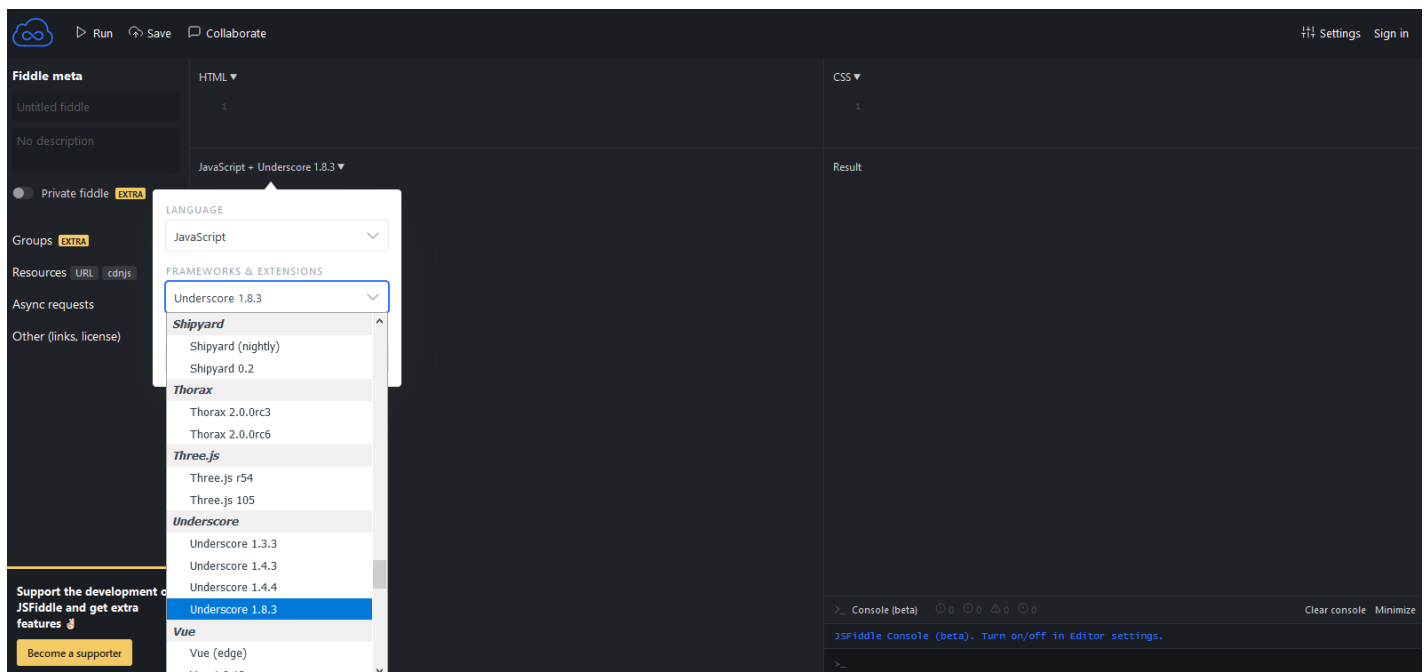 Run Save Collaborate Settings Sign in
Fiddle meta
Untitled fiddle
No description
Private fiddle EXTRA
Groups EXTRA
Resources URL cdnjs
Async requests
Other (links, license)
Support the development
JSFiddle and get extra
features
Become a supporter
HTML
1
CSS
1
JavaScript + Underscore 1.8.3
LANGUAGE
JavaScript
FRAMEWORKS & EXTENSIONS
Underscore 1.8.3
Shipyard
Shipyard (nightly)
Shipyard 0.2
Thorax
Thorax 2.0.0rc3
Thorax 2.0.0rc6
Three.js
Three.js r54
Three.js 105
Underscore
Underscore 1.3.3
Underscore 1.4.3
Underscore 1.4.4
Underscore 1.8.3
Vue
Vue (edge)
Result
>_ Console (beta) 0 0 0 0 Clear console Minimize
JSFiddle Console (beta). Turn on/off in Editor settings.
>_